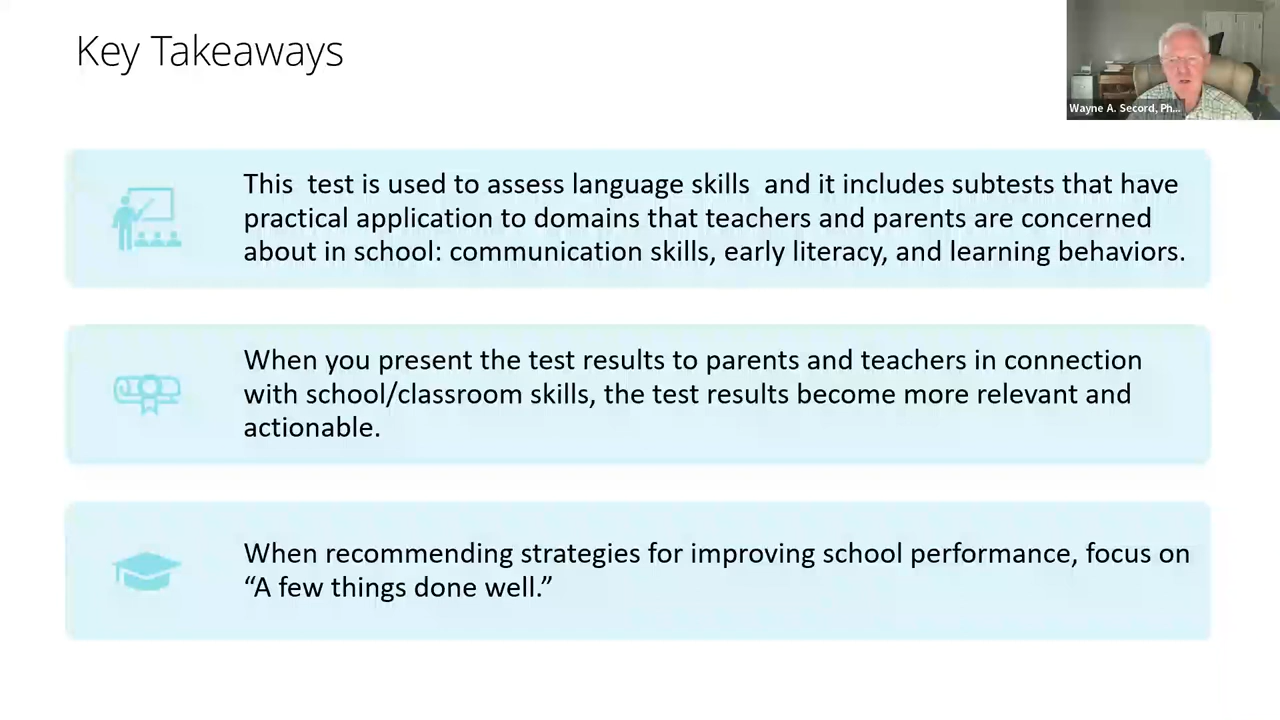 Key Takeaways
Wayne A. Secord, Ph...
This  test is used to assess language skills  and it includes subtests that have
practical application to domains that teachers and parents are concerned
about in school: communication skills, early literacy, and learning behaviors.
When you present the test results to parents and teachers in connection
with school/classroom skills, the test results become more relevant and
actionable.
When recommending strategies for improving school performance, focus on
“A few things done well.”